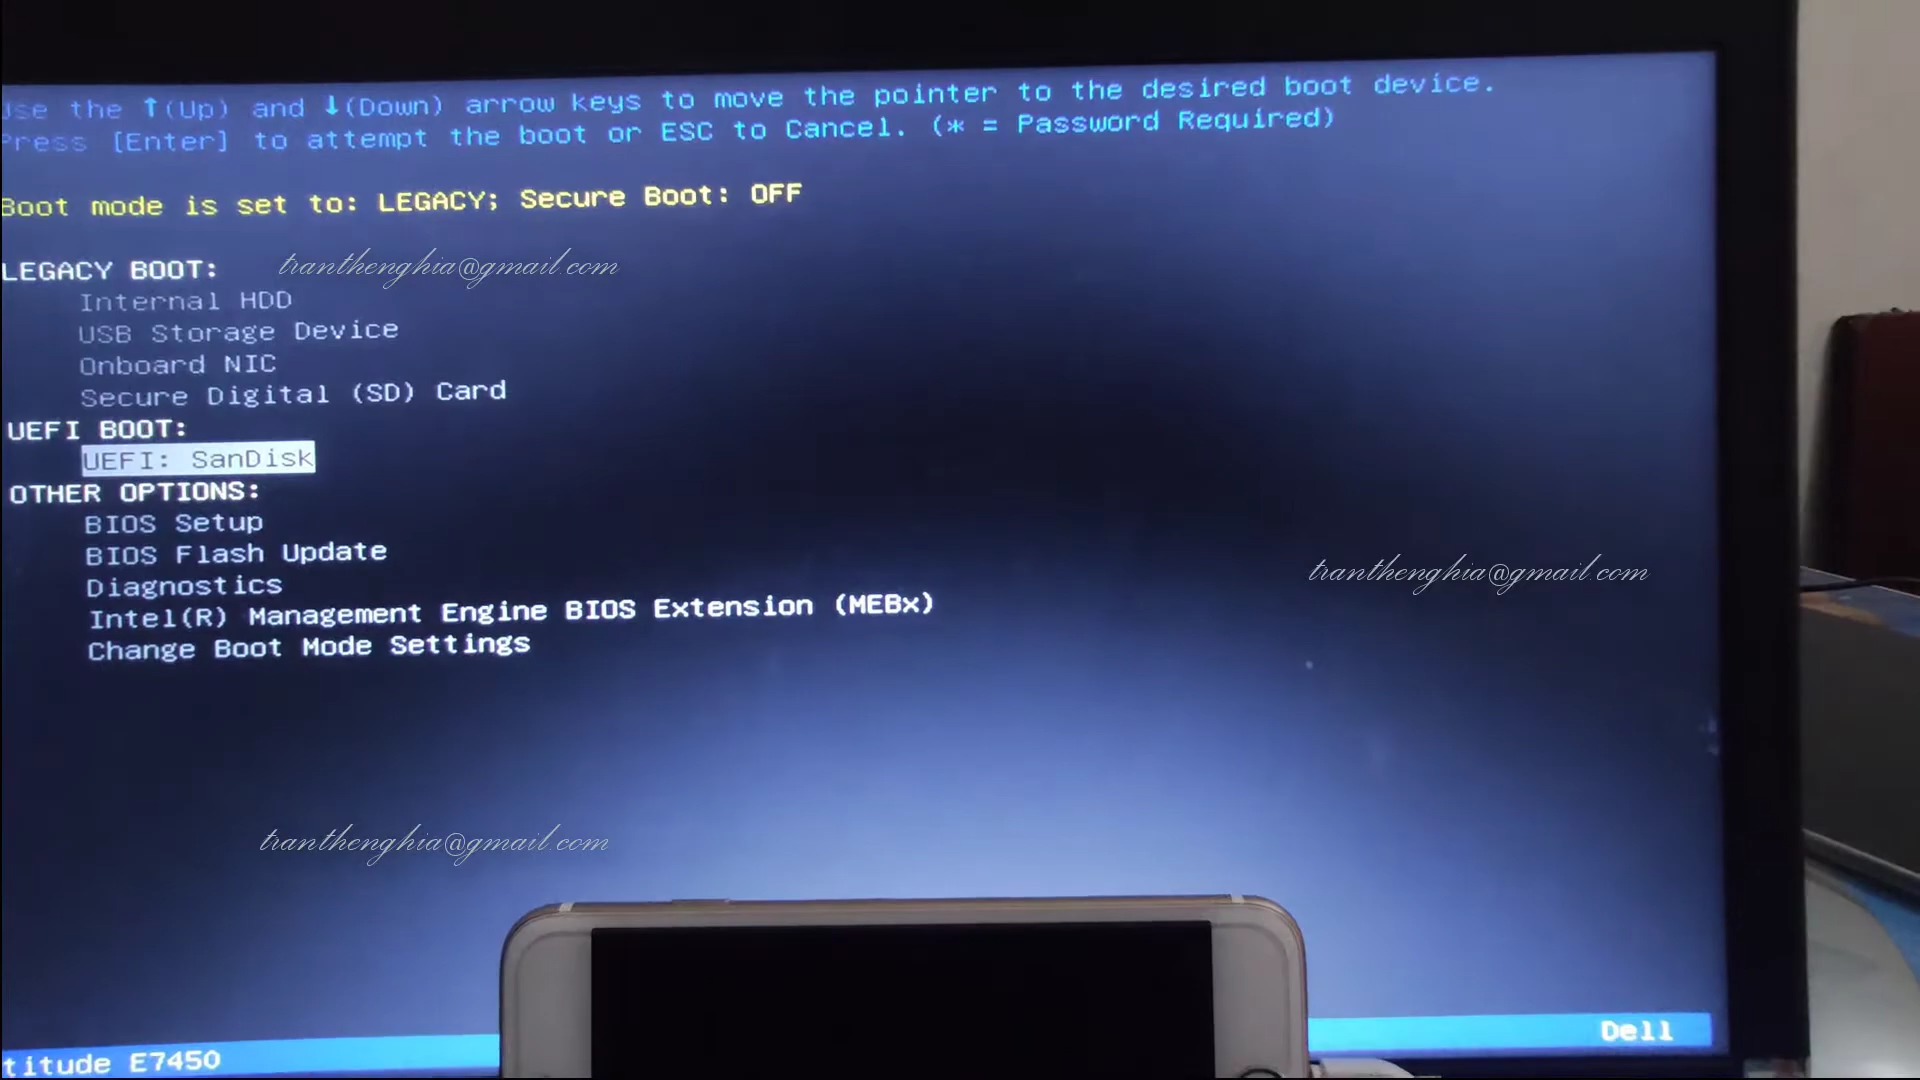 Use the ↑(Up) and ↓(Down) arrow keys to move the pointer to the desired boot device.
Press [Enter] to attempt the boot or ESC to Cancel. (* = Password Required)
Boot mode is set to: LEGACY; Secure Boot: OFF
LEGACY BOOT:
tranthenghia@gmail.com
Internal HDD
USB Storage Device
Onboard NIC
Secure Digital (SD) Card
UEFI BOOT:
UEFI: SanDisk
OTHER OPTIONS:
BIOS Setup
BIOS Flash Update
Diagnostics
tranthenghia@gmail.com
Intel(R) Management Engine BIOS Extension (MEBx)
Change Boot Mode Settings
tranthenghia@gmail.com
titude E7450
Dell